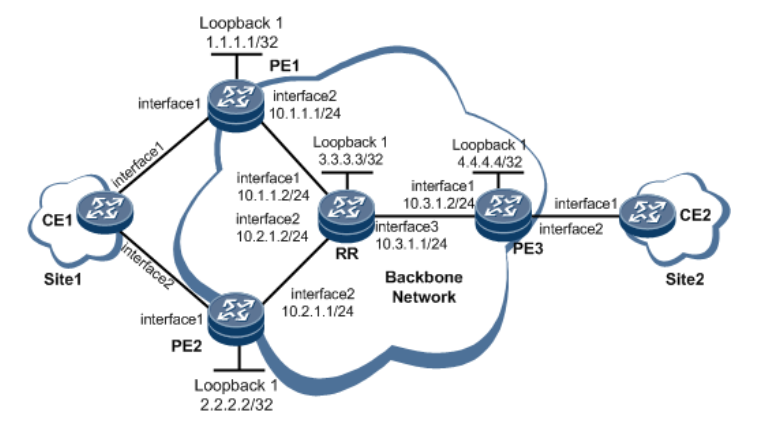 Loopback 1
1.1.1.1/32
PE1
interface1
interface2
10.1.1.1/24
Loopback 1
3.3.3.3/32
Loopback 1
4.4.4.4/32
interface1
interface1
10.1.1.2/24
interface1
10.3.1.2/24
interface1
CE1
interface2
10.2.1.2/24
interface3
10.3.1.1/24
interface2
CE2
PE3
RR
Site1
interface2
Backbone
Network
Site2
interface2
10.2.1.1/24
interface1
PE2
Loopback 1
2.2.2.2/32